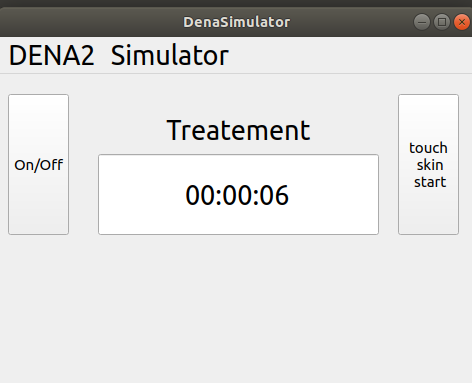 DenaSimulator
DENA2 Simulator
Treatement
On/Off
00:00:06
touch
skin
start